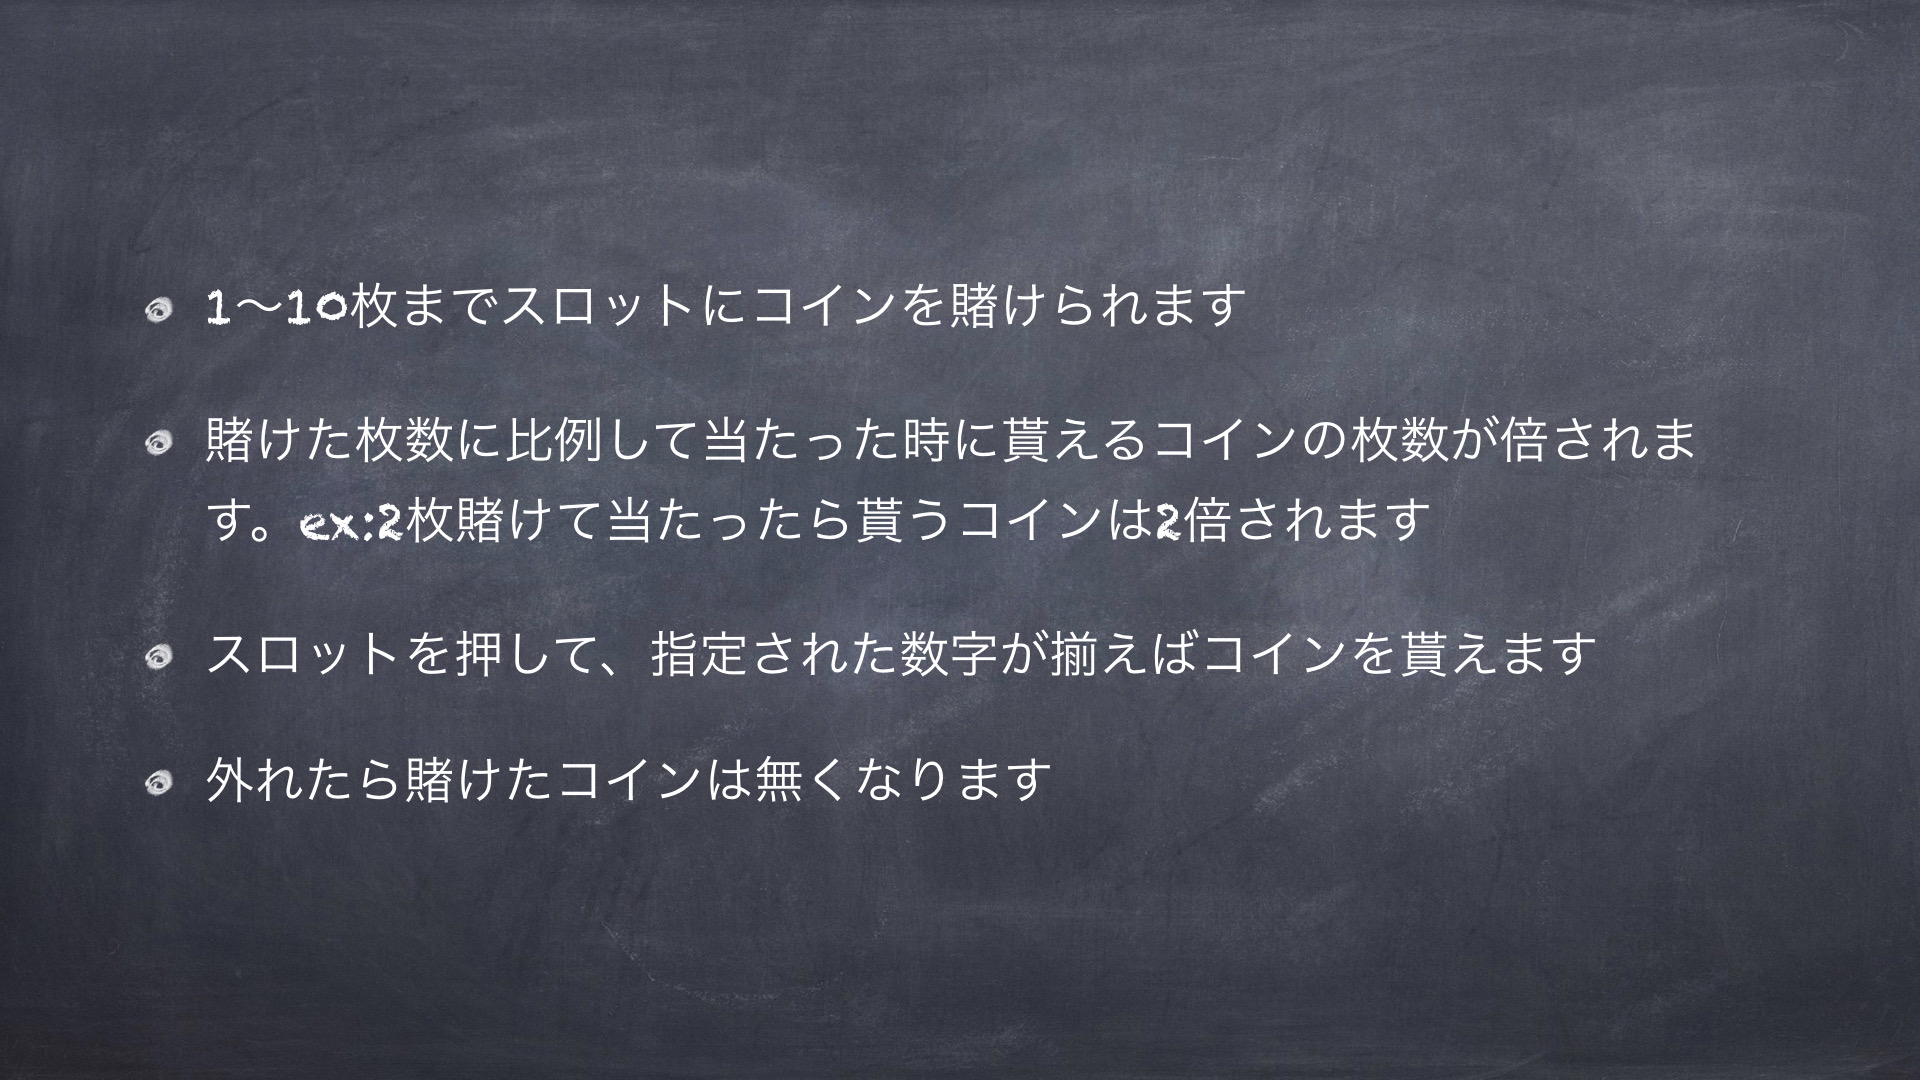 1〜10枚までスロットにコインを賭けられます
賭けた枚数に比例して当たった時に貰えるコインの枚数が倍されま
す。ex:2枚賭けて当たったら貰うコインは2倍されます
スロットを押して、指定された数字が揃えばコインを貰えます
外れたら賭けたコインは無くなります